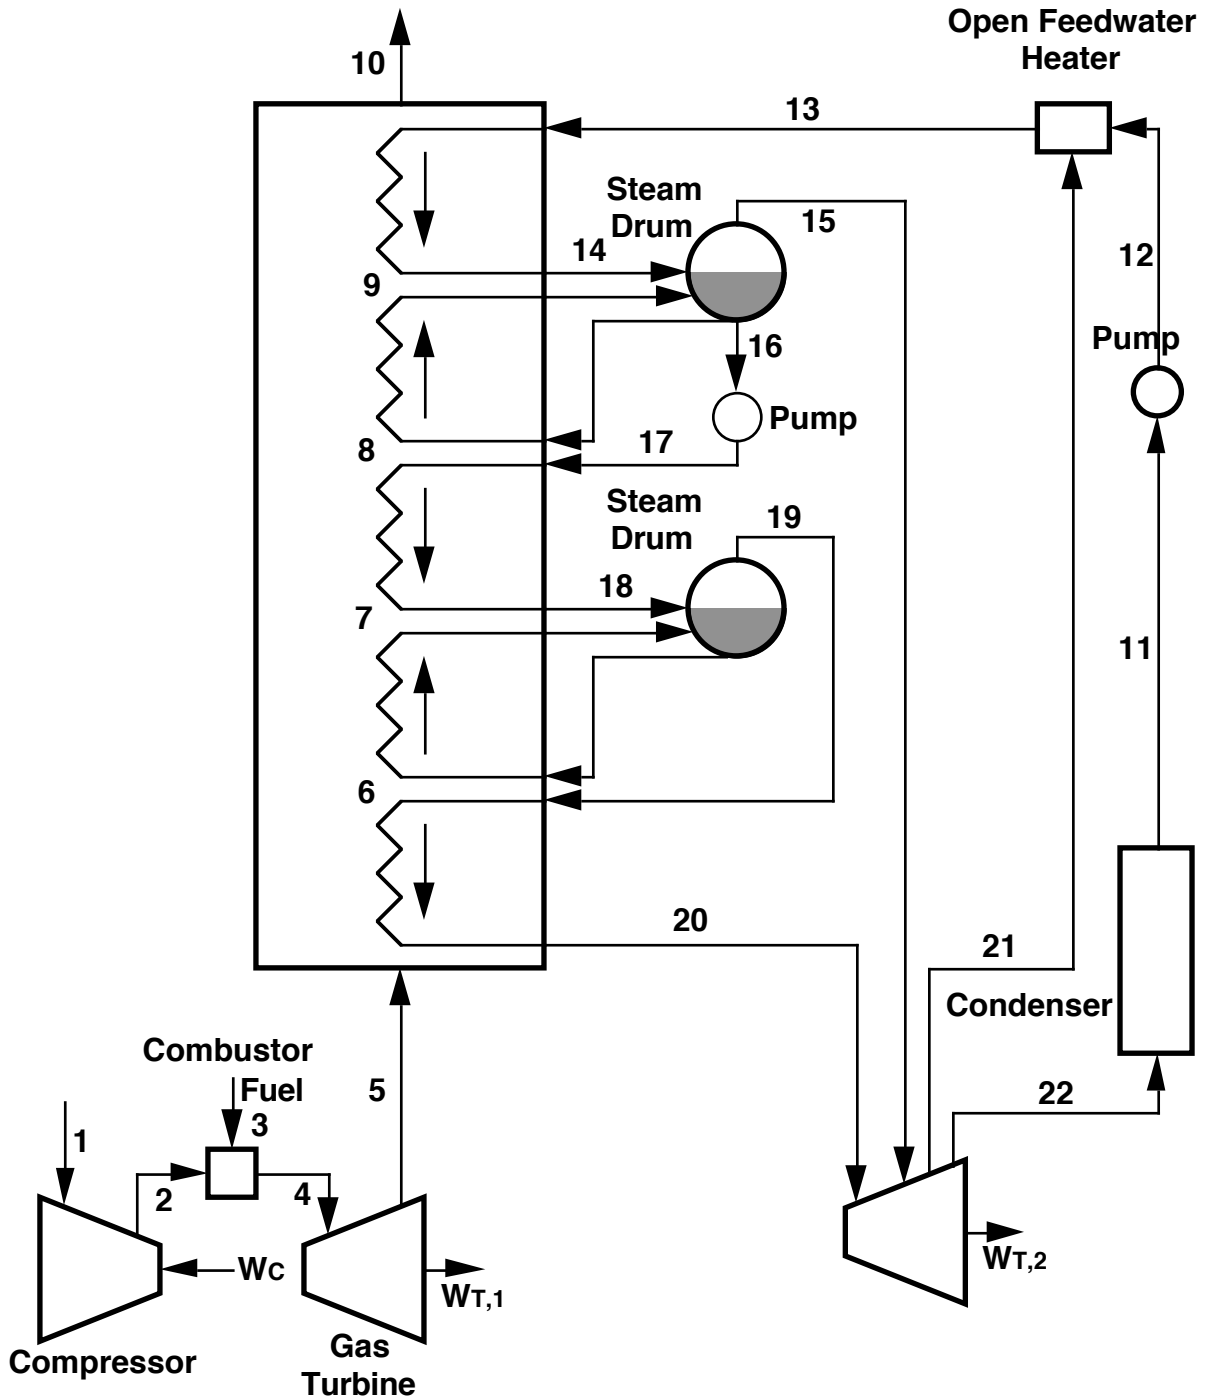 Open Feedwater
Heater
10
13
Steam
Drum
15
14
12
9
16
Pump
Pump
17
8
Steam
Drum
19
18
7
11
6
20
21
Condenser
Combustor
Fuel
5
22
3
1
2
4
WC
WT,1
WT,2
Gas
Turbine
Compressor